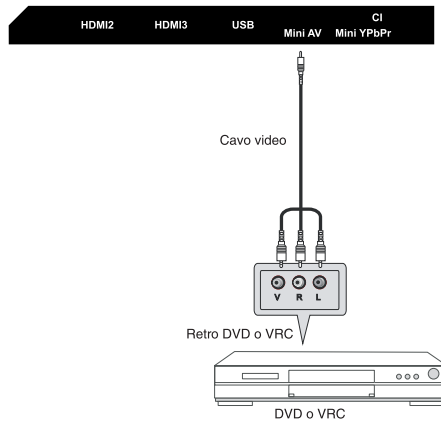 HDMI2 HDMI3 USB CI
Mini AV Mini YPbPr
Cavo video
V R L
Retro DVD o VRC
DVD o VRC